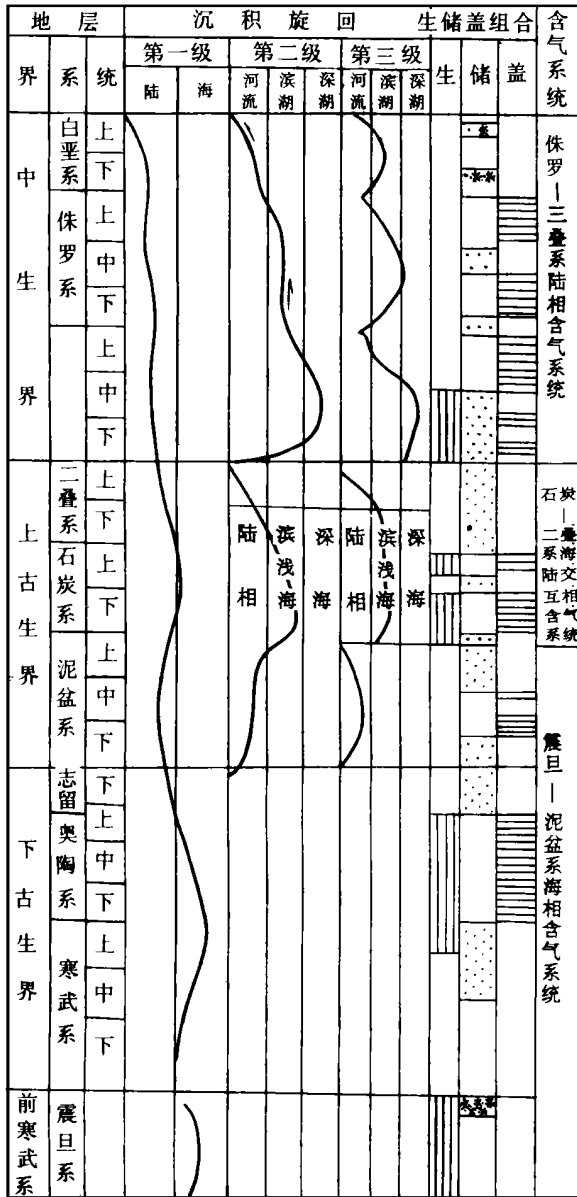 地层 沉积旋回 生储盖组合 含气系统
第一级 第二级 第三级
界 系 统 陆 海 河流 滨湖 深湖 河流 滨湖 深湖 生 储 盖
中生界
白垩系 上
下
侏罗系 上
中
下
上
中
下
侏罗—三叠系陆相含气系统
上古生界
二叠系 上
下
石炭系 上
下
泥盆系 上
中
下
陆相 滨浅海 深海 陆相 滨浅海 深海
石炭—二叠系海陆交互相含气系统
下古生界
志留 下
奥陶系 上
中
下
寒武系 上
中
下
震旦—泥盆系海相含气系统
前寒武系 震旦系